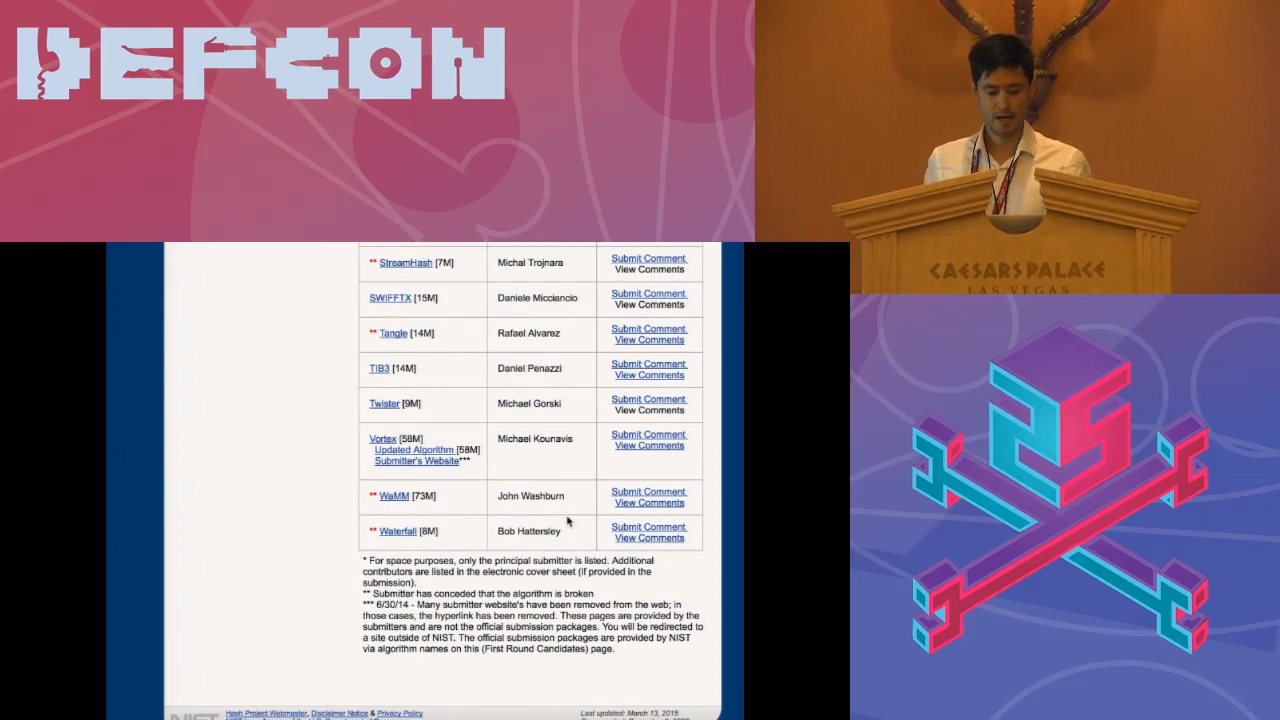 DEFCON
CAESARS PALACE
LAS VEGAS
** StreamHash [7M] Michal Trojnara Submit Comment
View Comments
SWIFFTX [15M] Daniele Micciancio Submit Comment
View Comments
** Tangle [14M] Rafael Alvarez Submit Comment
View Comments
TIB3 [14M] Daniel Penazzi Submit Comment
View Comments
Twister [9M] Michael Gorski Submit Comment
View Comments
Vortex [58M] Michael Kounavis Submit Comment
Updated Algorithm [58M] View Comments
Submitter's Website***
** WaMM [73M] John Washburn Submit Comment
View Comments
** Waterfall [8M] Bob Hattersley Submit Comment
View Comments
* For space purposes, only the principal submitter is listed. Additional
contributors are listed in the electronic cover sheet (if provided in the
submission).
** Submitter has conceded that the algorithm is broken
*** 6/30/14 - Many submitter website's have been removed from the web; in
those cases, the hyperlink has been removed. These pages are provided by the
submitters and are not the official submission packages. You will be redirected to
a site outside of NIST. The official submission packages are provided by NIST
via algorithm names on this (First Round Candidates) page.
NIST Hash Project Webmaster, Disclaimer Notice & Privacy Policy Last updated: March 13, 2015